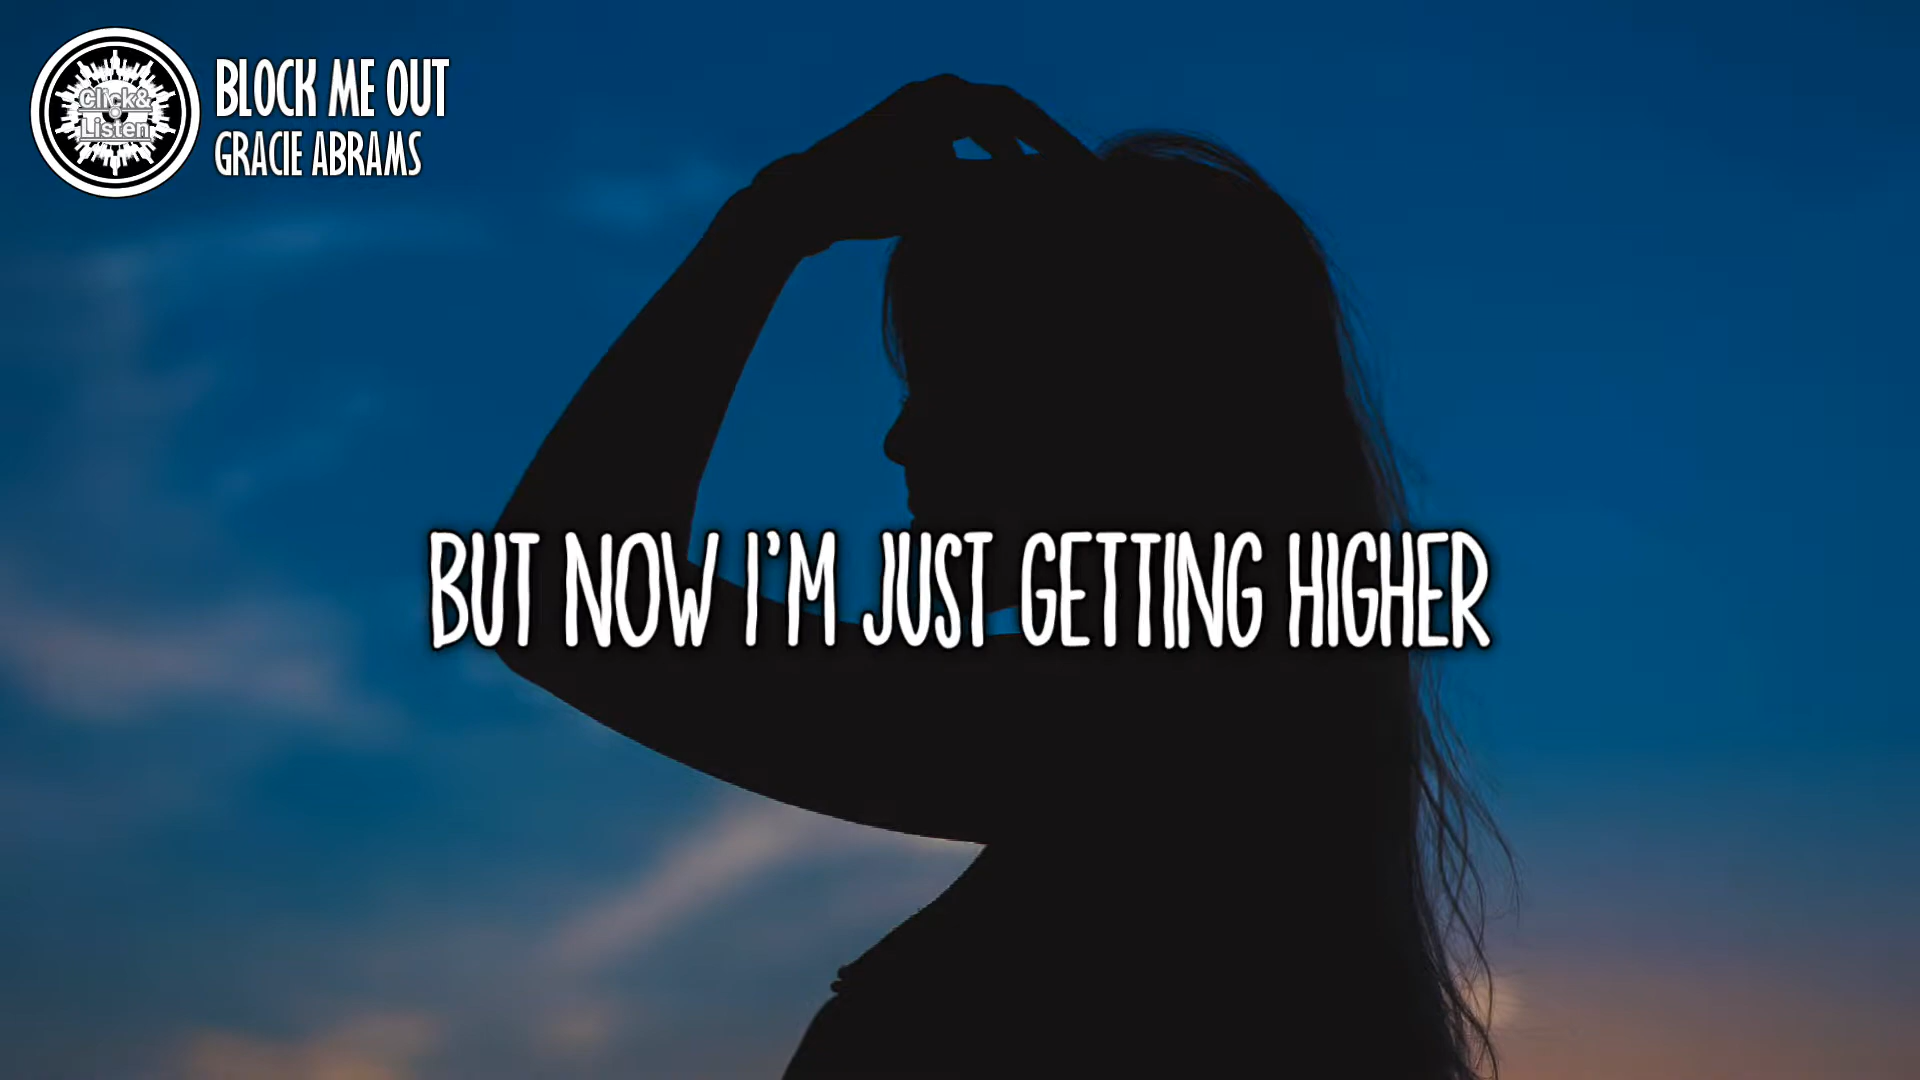 Click&
Listen
BLOCK ME OUT
GRACIE ABRAMS
BUT NOW I'M JUST GETTING HIGHER